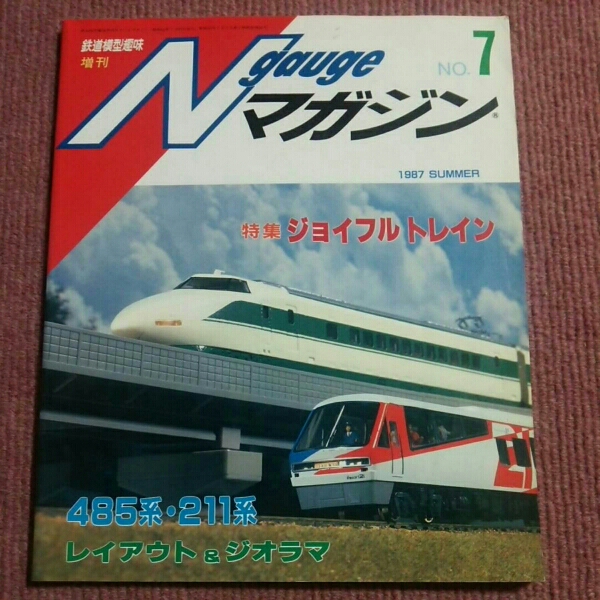 鉄道模型趣味
増刊
N gauge
マガジン
NO. 7
1987 SUMMER
特集 ジョイフルトレイン
485系・211系
レイアウト&ジオラマ